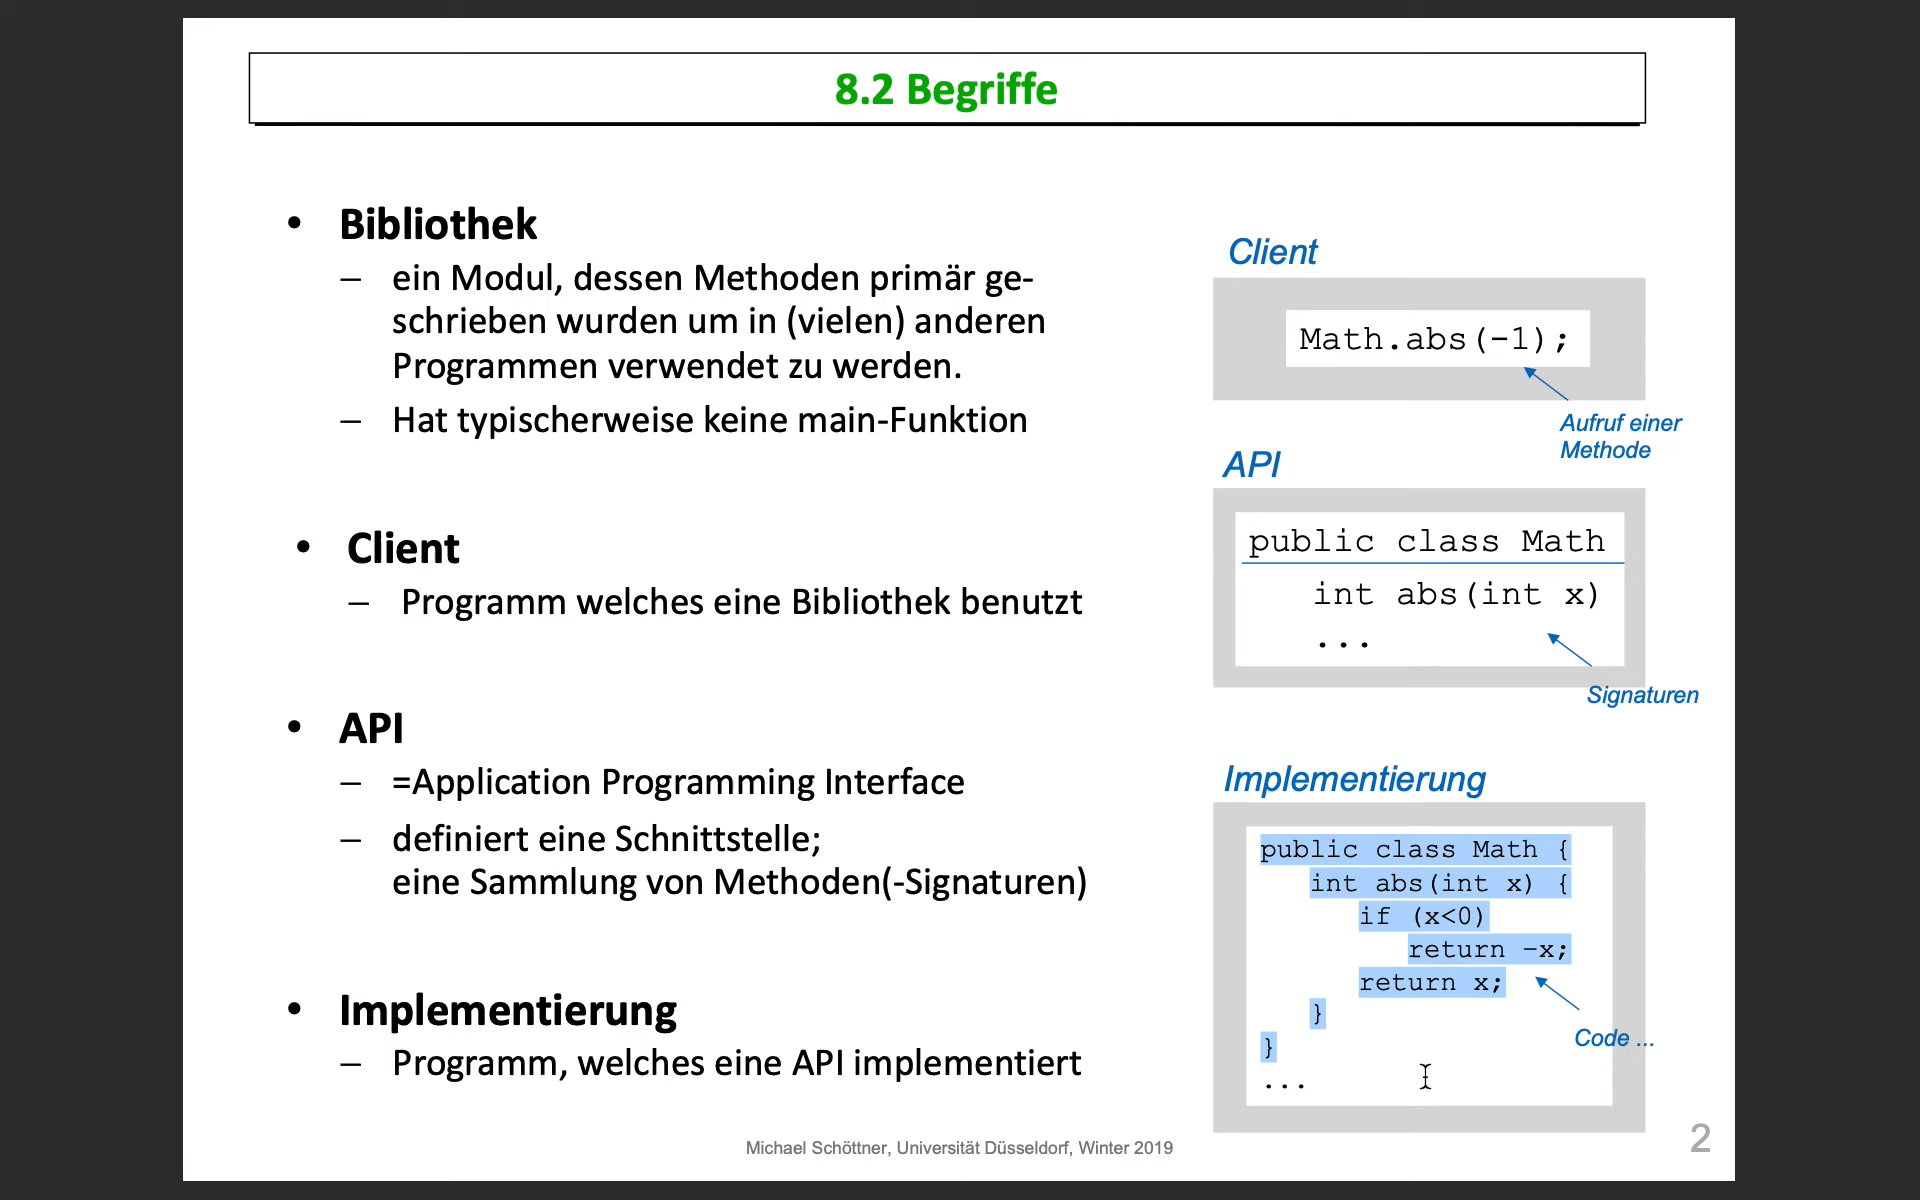 8.2 Begriffe
• Bibliothek
– ein Modul, dessen Methoden primär ge-
schrieben wurden um in (vielen) anderen
Programmen verwendet zu werden.
– Hat typischerweise keine main-Funktion
• Client
– Programm welches eine Bibliothek benutzt
• API
– =Application Programming Interface
– definiert eine Schnittstelle;
eine Sammlung von Methoden(-Signaturen)
• Implementierung
– Programm, welches eine API implementiert
Client
Math.abs(-1);
Aufruf einer
Methode
API
public class Math
int abs(int x)
...
Signaturen
Implementierung
public class Math {
int abs(int x) {
if (x<0)
return –x;
return x;
}
}
...
Code ...
Michael Schöttner, Universität Düsseldorf, Winter 2019
2